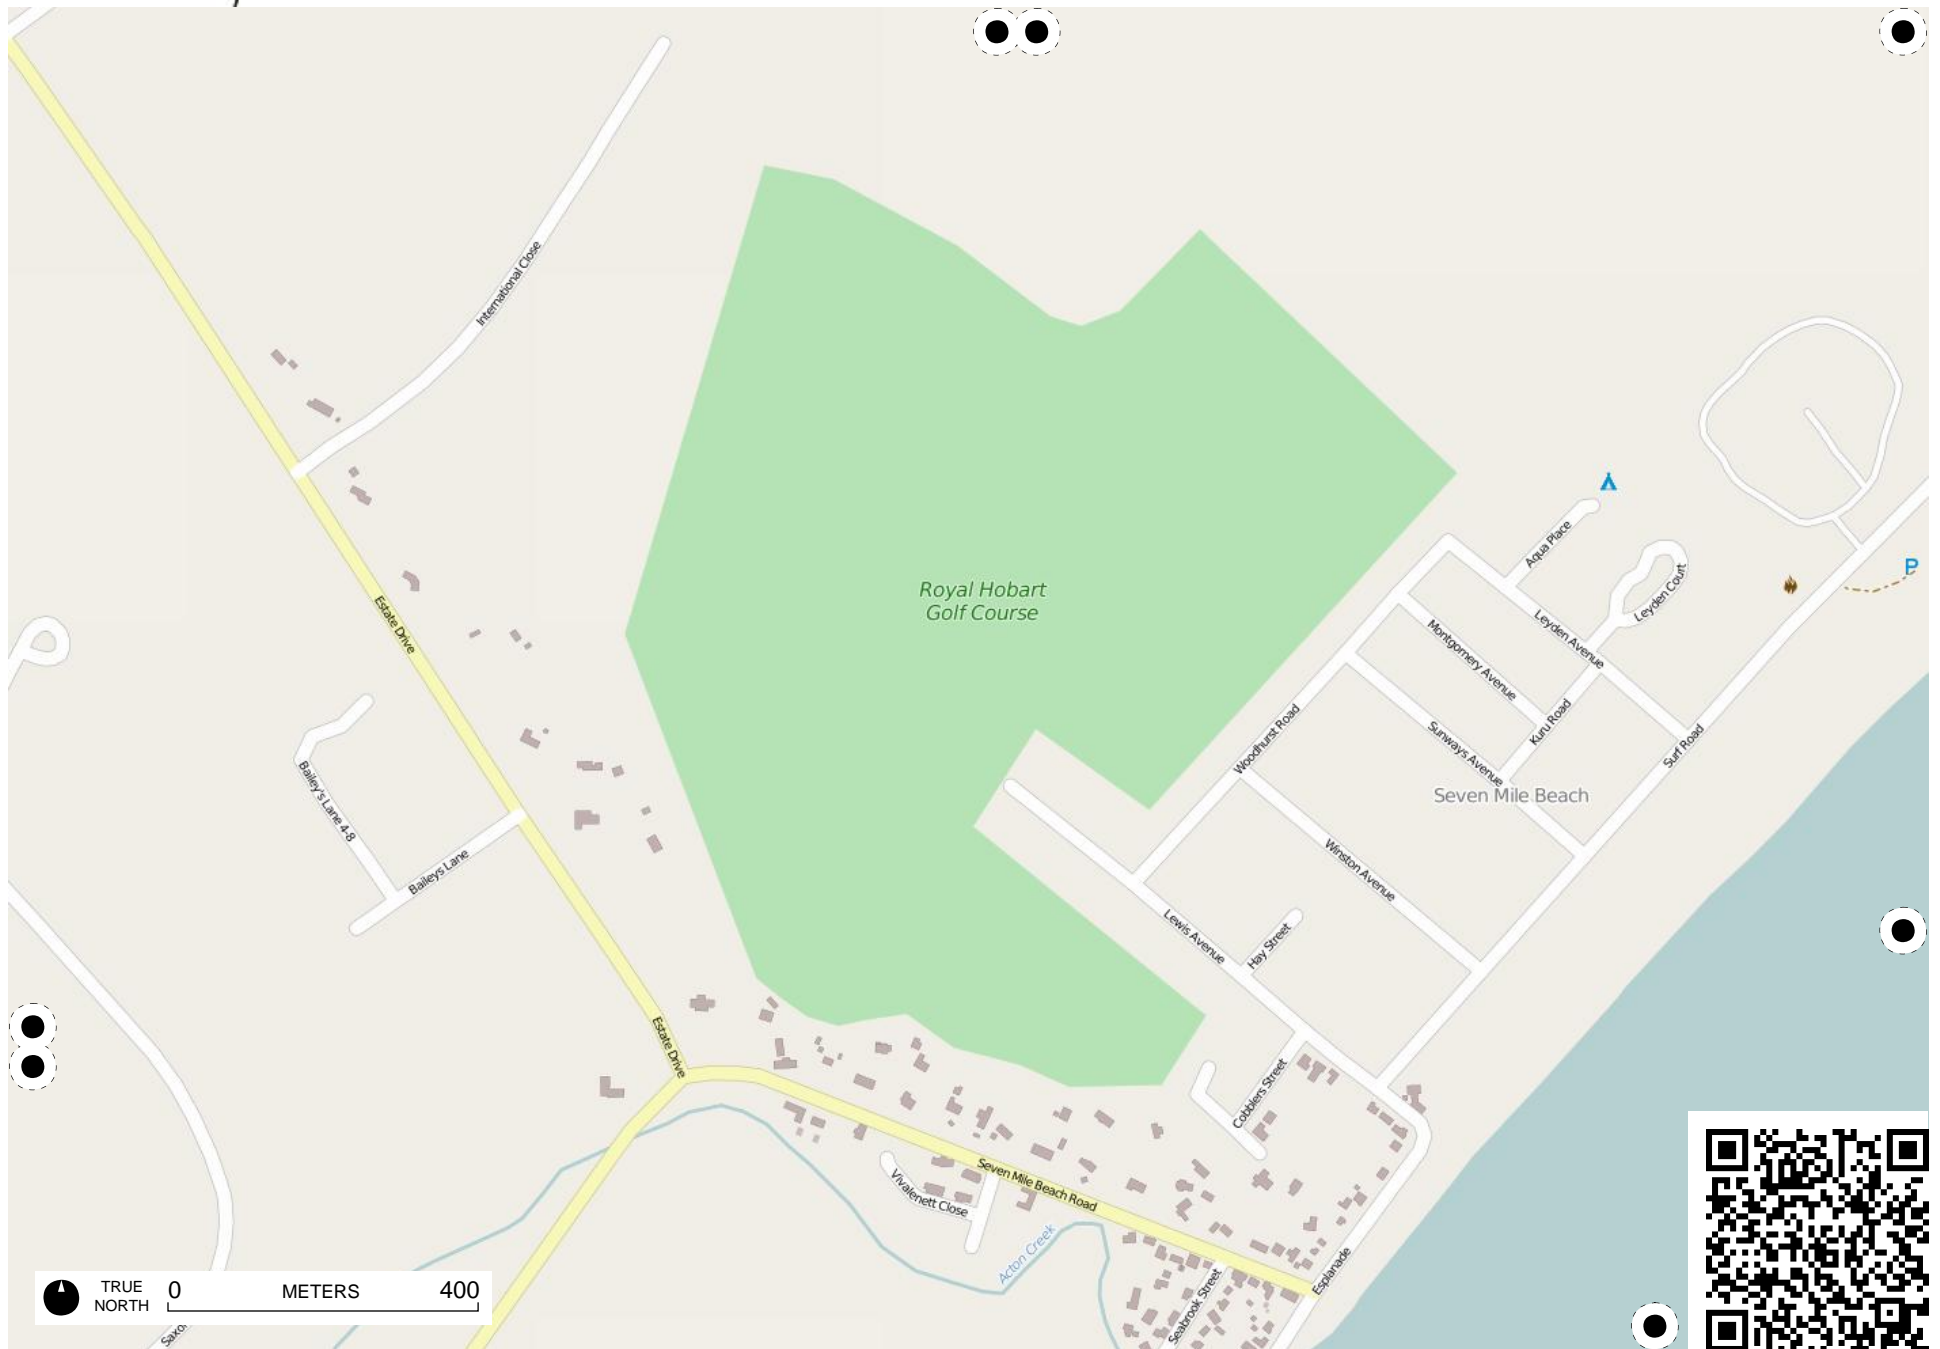 International Close
Estate Drive
Royal Hobart
Golf Course
Aqua Place
Leyden Court
Leyden Avenue
Montgomery Avenue
Kuru Road
Sunways Avenue
Woodhurst Road
Surf Road
Seven Mile Beach
Bailey's Lane 4-8
Baileys Lane
Winston Avenue
Lewis Avenue
Hay Street
Estate Drive
Cobblers Street
Seven Mile Beach Road
Vivalenett Close
Acton Creek
Esplanade
Seabrook Street
P
TRUE
NORTH
0 METERS 400